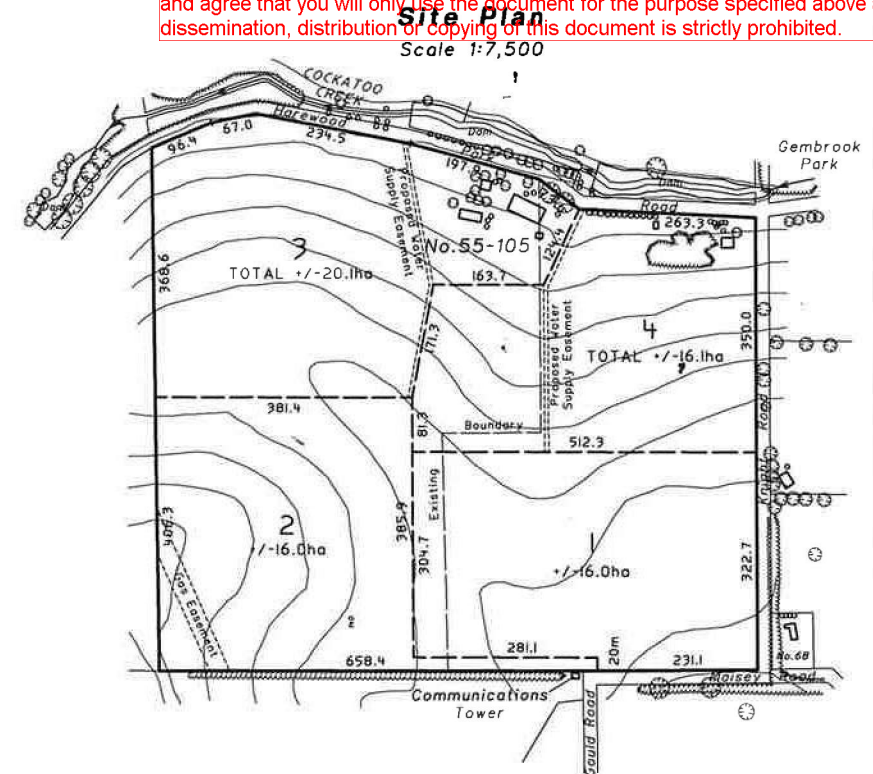 and agree that you will only use the document for the purpose specified above
dissemination, distribution or copying of this document is strictly prohibited.
Site Plan
Scale 1:7,500
COCKATOO
CREEK
Harewood
Park
Road
Dam
Dam
Gembrook
Park
96.4
67.0
234.5
263.3
124.4
No.55-105
163.7
Proposed Water
Supply Easement
3
TOTAL +/-20.1ha
368.6
171.3
4
TOTAL +/-16.1ha
350.0
Proposed Water
Supply Easement
381.4
81.3
Boundary
512.3
Existing
Knights
Road
2
+/-16.0ha
406.3
385.9
304.7
1
+/-16.0ha
322.7
Gas Easement
281.1
20m
658.4
231.1
No.68
Maisey Road
Communications
Tower
Gould Road